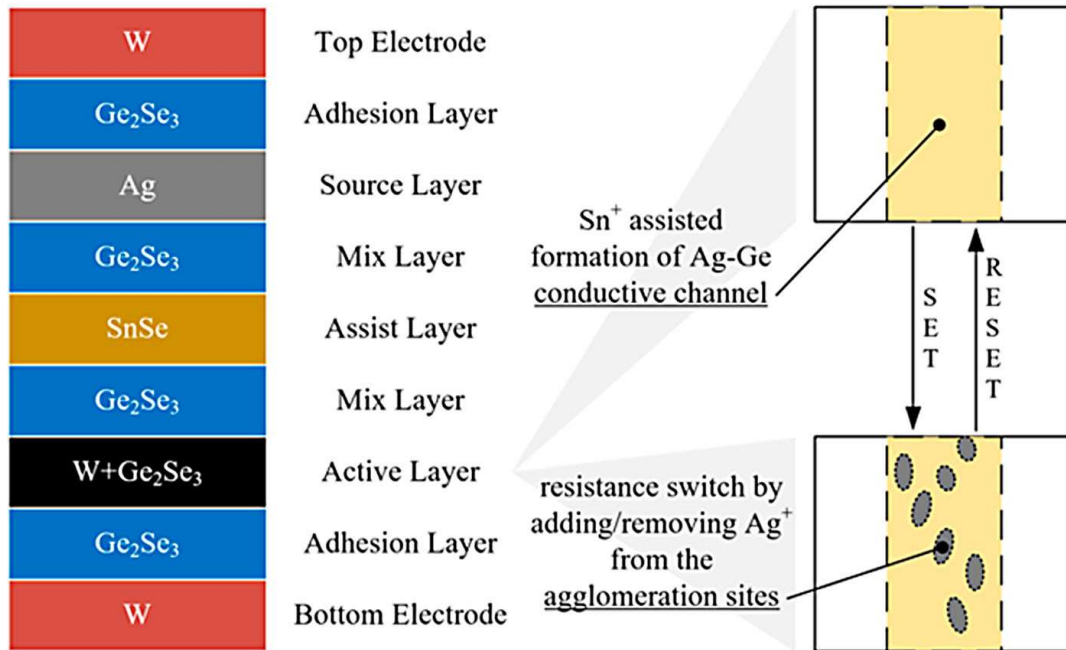 W Top Electrode
Ge₂Se₃ Adhesion Layer
Ag Source Layer
Ge₂Se₃ Mix Layer
SnSe Assist Layer
Ge₂Se₃ Mix Layer
W+Ge₂Se₃ Active Layer
Ge₂Se₃ Adhesion Layer
W Bottom Electrode
Sn⁺ assisted
formation of Ag-Ge
conductive channel
SET
RESET
resistance switch by
adding/removing Ag⁺
from the
agglomeration sites